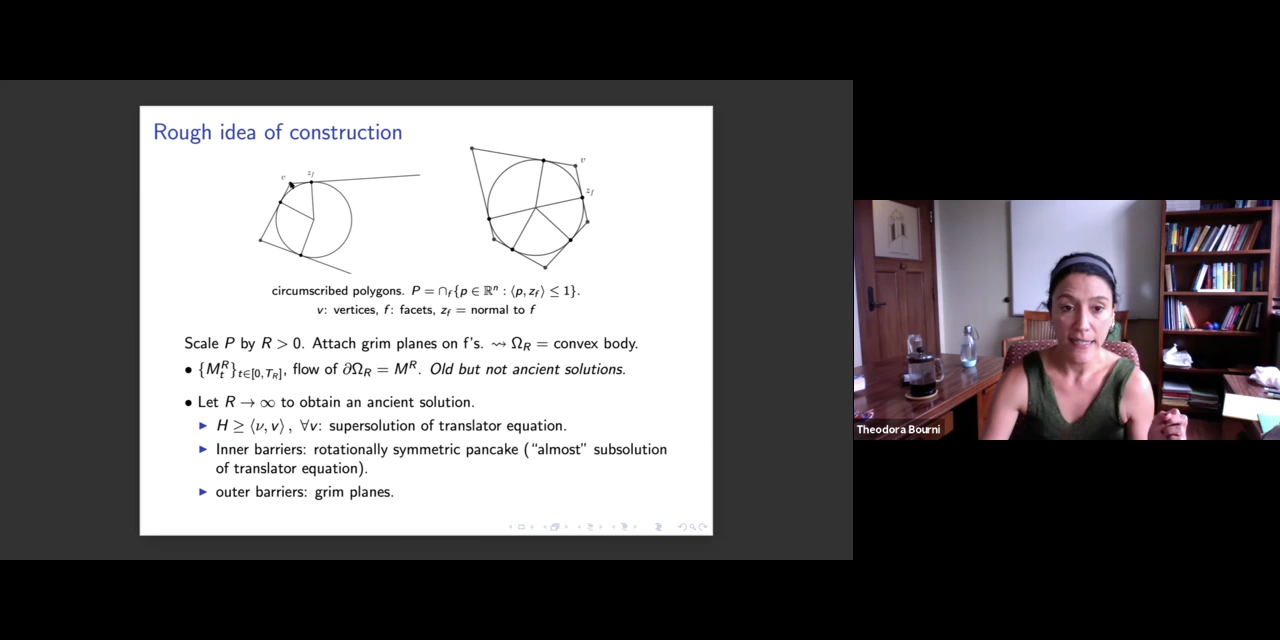 Rough idea of construction
v
z_f
v
z_f
circumscribed polygons. P = ∩_f{p ∈ ℝⁿ : ⟨p, z_f⟩ ≤ 1}.
v: vertices, f: facets, z_f = normal to f
Scale P by R > 0. Attach grim planes on f's. ⇝ Ω_R = convex body.
• {M_t^R}_{t∈[0,T_R]}, flow of ∂Ω_R = M^R. Old but not ancient solutions.
• Let R → ∞ to obtain an ancient solution.
▶ H ≥ ⟨ν, v⟩ , ∀v: supersolution of translator equation.
▶ Inner barriers: rotationally symmetric pancake ("almost" subsolution
of translator equation).
▶ outer barriers: grim planes.
Theodora Bourni